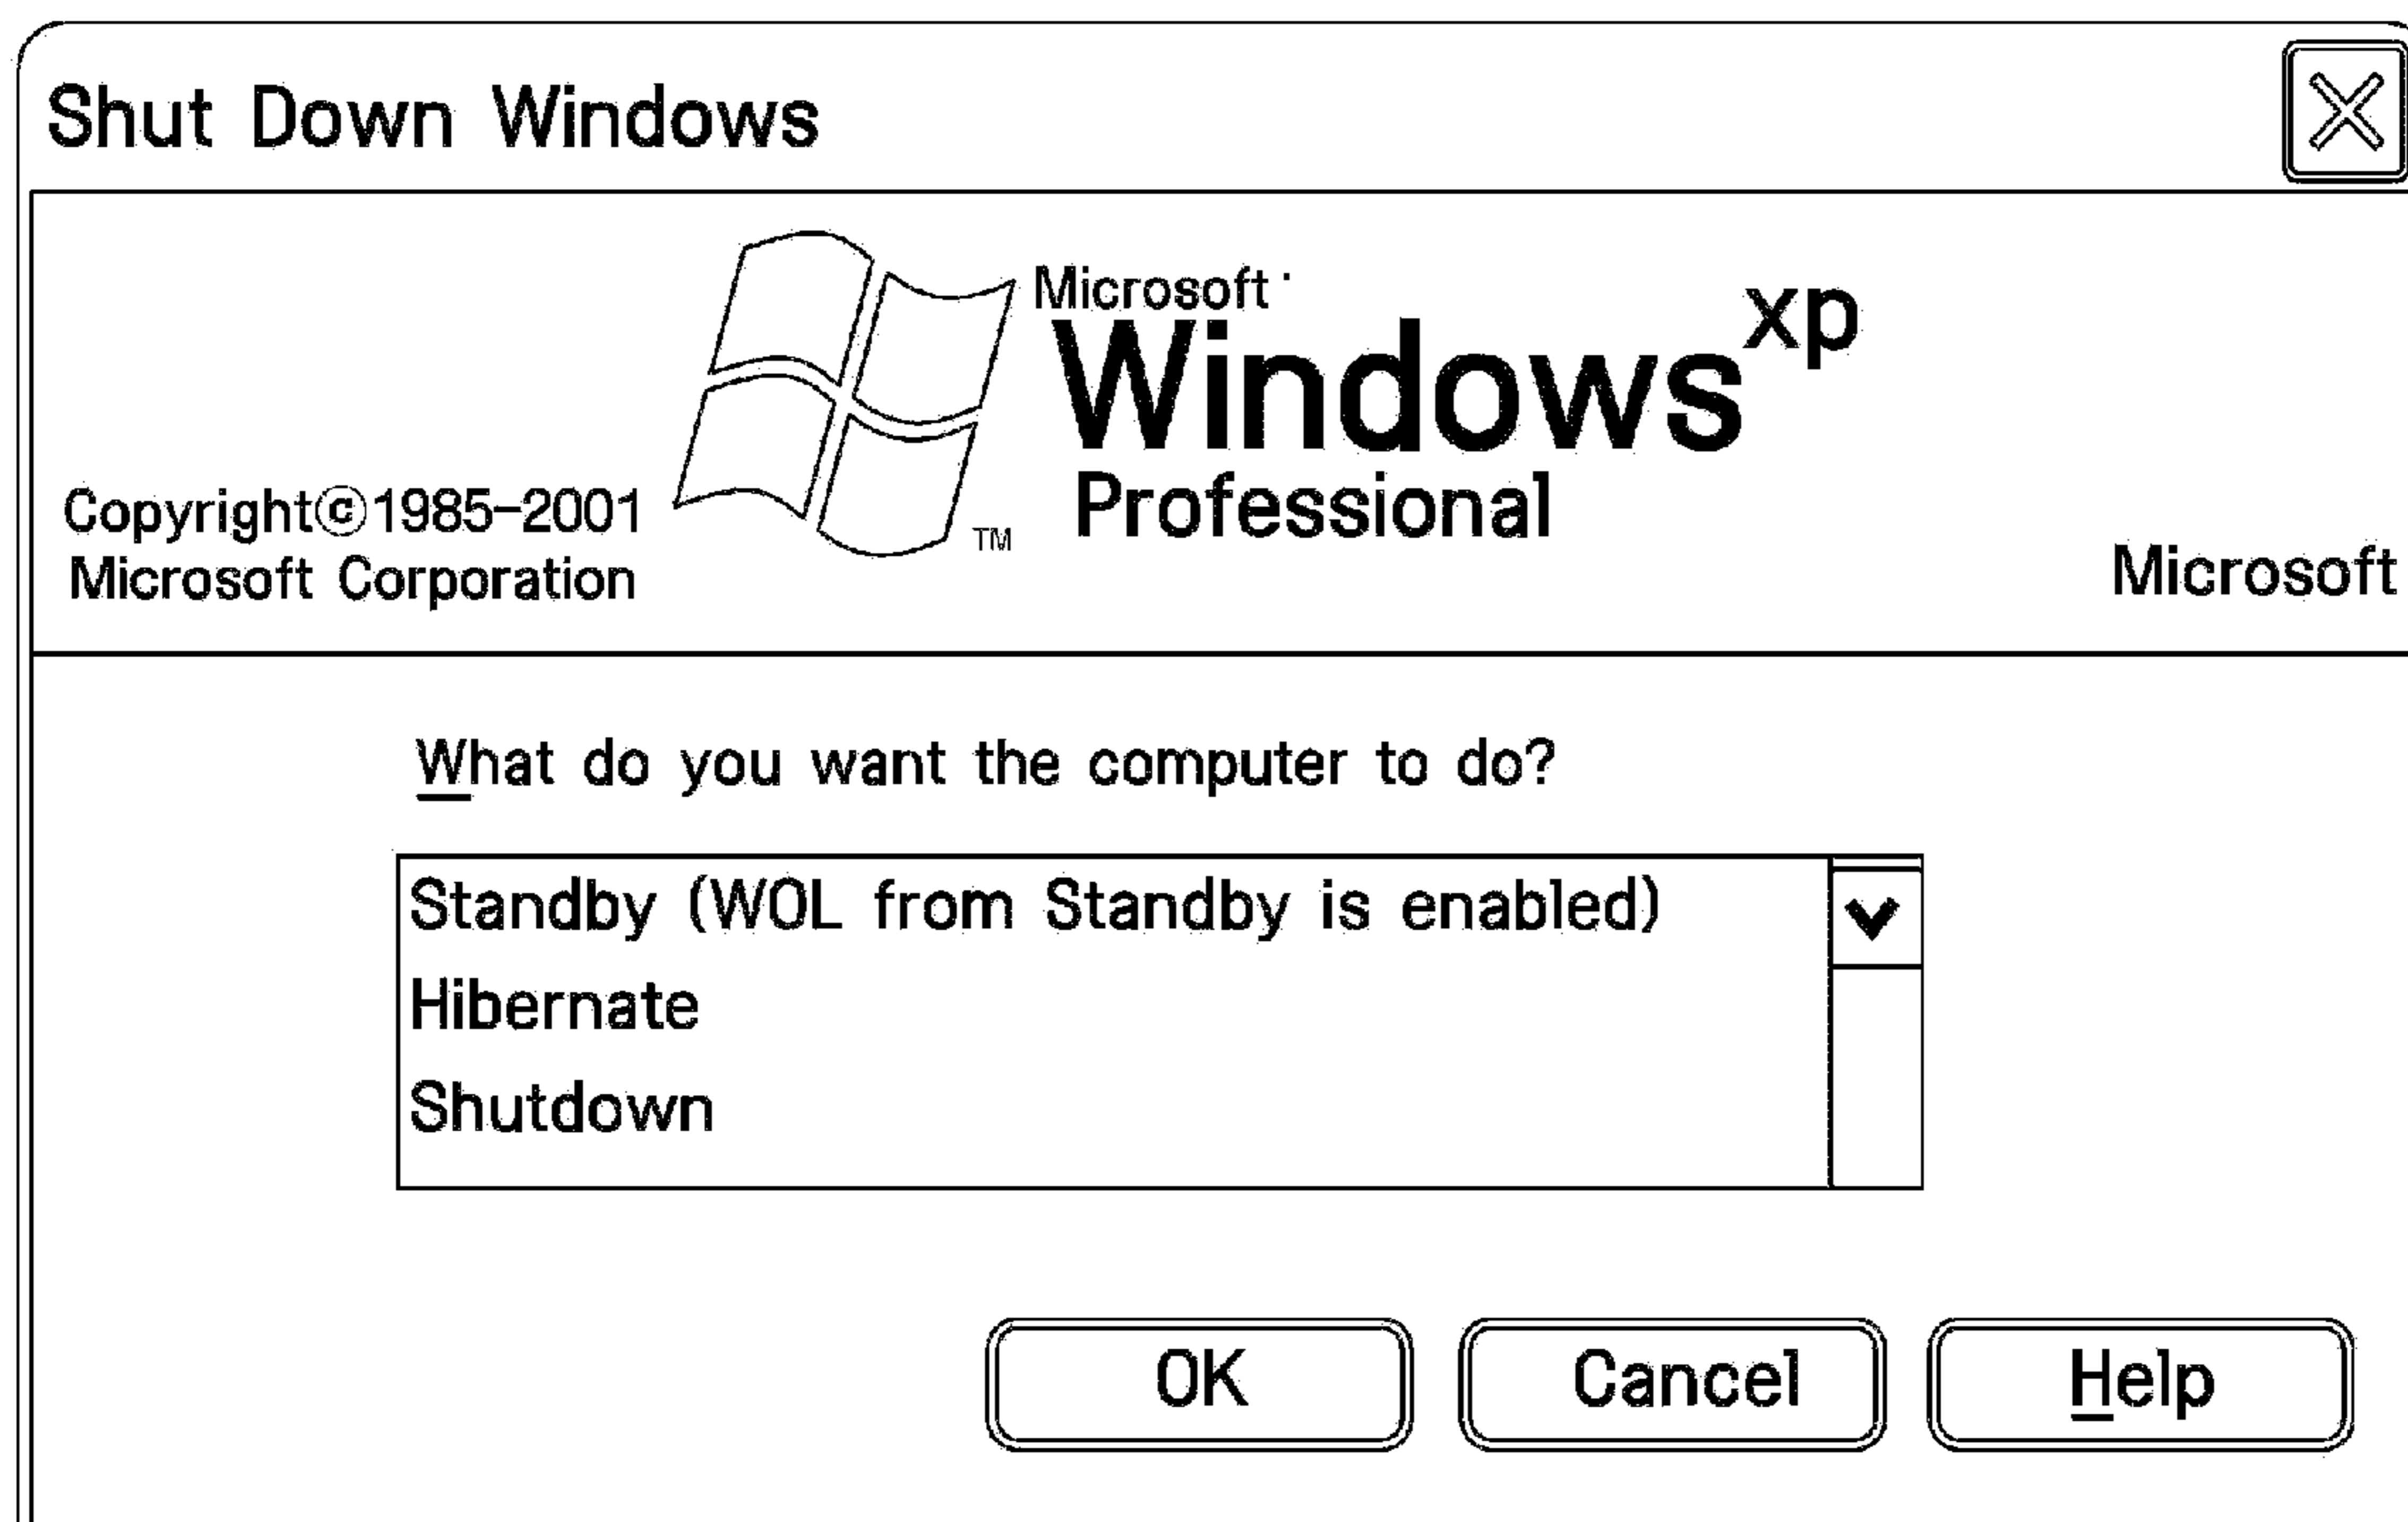 Shut Down Windows
Microsoft
Windows xp
Professional
TM
Copyright©1985-2001
Microsoft Corporation
Microsoft
What do you want the computer to do?
Standby (WOL from Standby is enabled)
Hibernate
Shutdown
OK Cancel Help